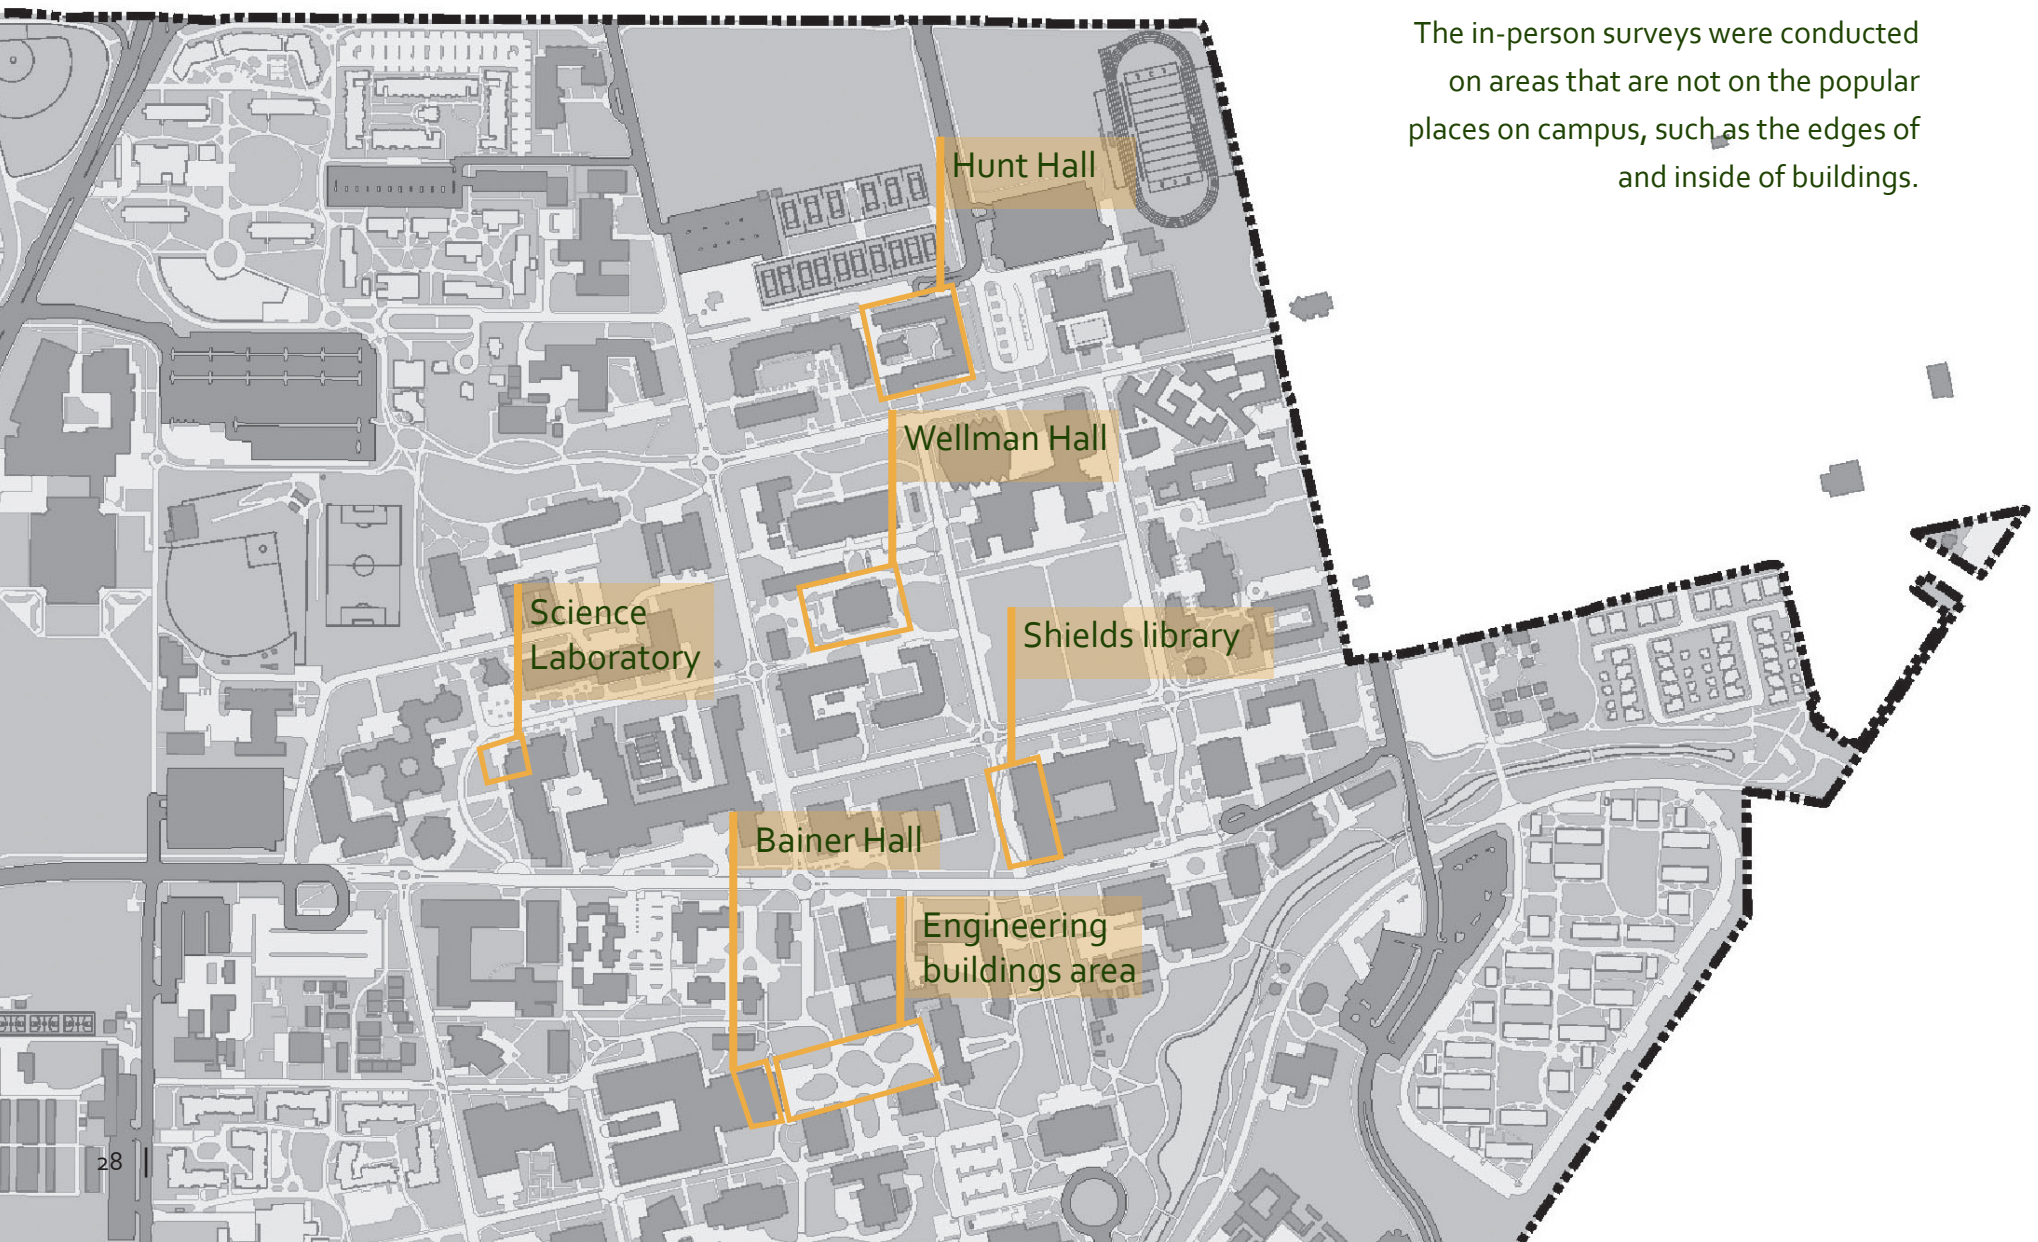 The in-person surveys were conducted
on areas that are not on the popular
places on campus, such as the edges of
and inside of buildings.
Hunt Hall
Wellman Hall
Science
Laboratory
Shields library
Bainer Hall
Engineering
buildings area
28 |